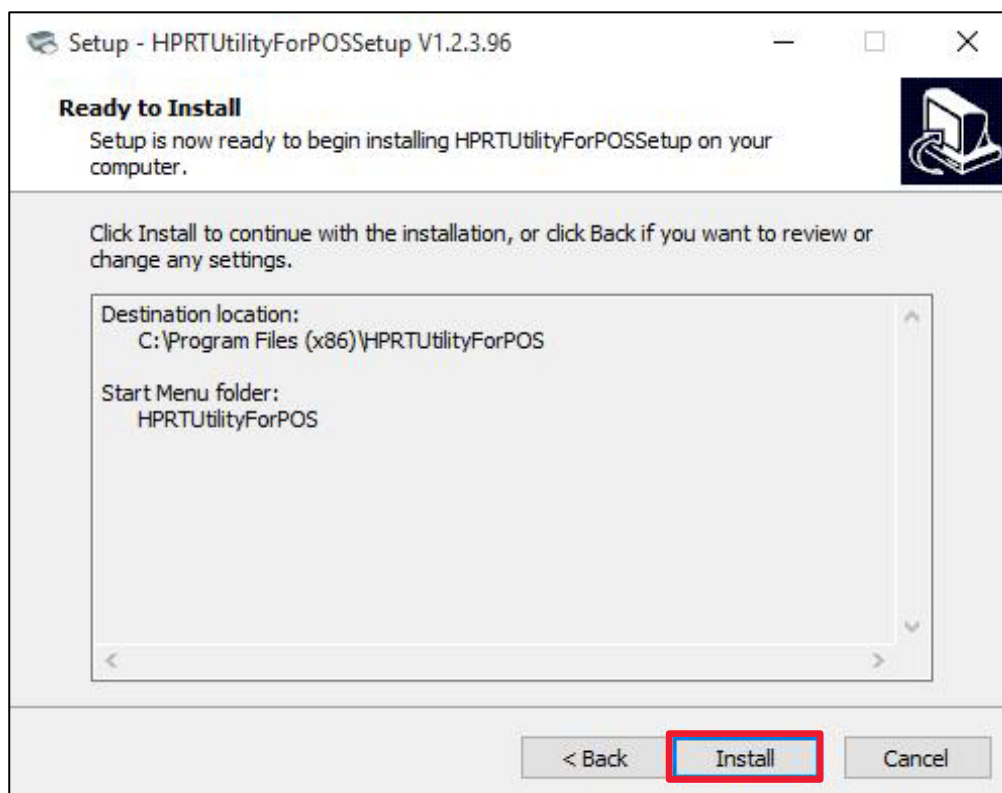 Setup - HPRTUtilityForPOSSetup V1.2.3.96
Ready to Install
Setup is now ready to begin installing HPRTUtilityForPOSSetup on your
computer.
Click Install to continue with the installation, or click Back if you want to review or
change any settings.
Destination location:
C:\Program Files (x86)\HPRTUtilityForPOS
Start Menu folder:
HPRTUtilityForPOS
< Back
Install
Cancel